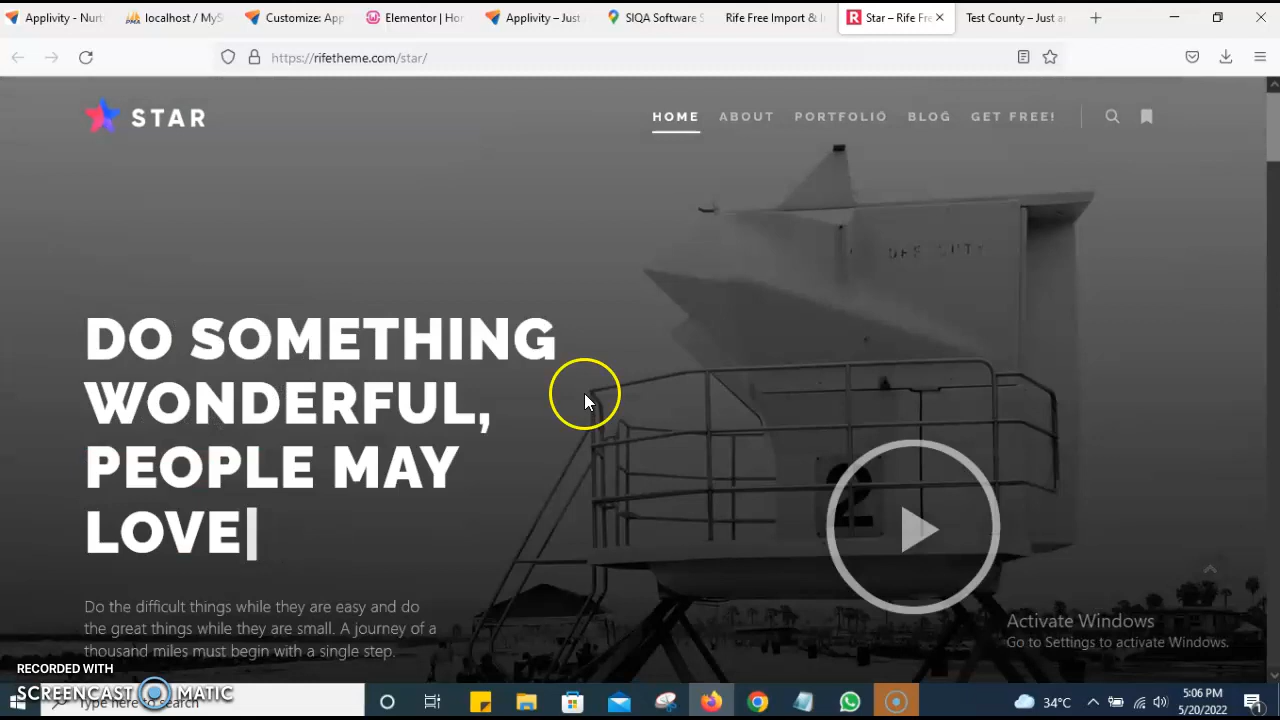 Applivity - Nurt
localhost / MyS
Customize: App
Elementor | Ho
Applivity – Just
SIQA Software S
Rife Free Import & I
Star – Rife Fre
Test County – Just a
https://rifetheme.com/star/
STAR
HOME
ABOUT
PORTFOLIO
BLOG
GET FREE!
DO SOMETHING
WONDERFUL,
PEOPLE MAY
LOVE|
2
Do the difficult things while they are easy and do
the great things while they are small. A journey of a
thousand miles must begin with a single step.
Activate Windows
Go to Settings to activate Windows.
RECORDED WITH
SCREENCAST MATIC
Type here to search
34°C
5:06 PM
5/20/2022
1